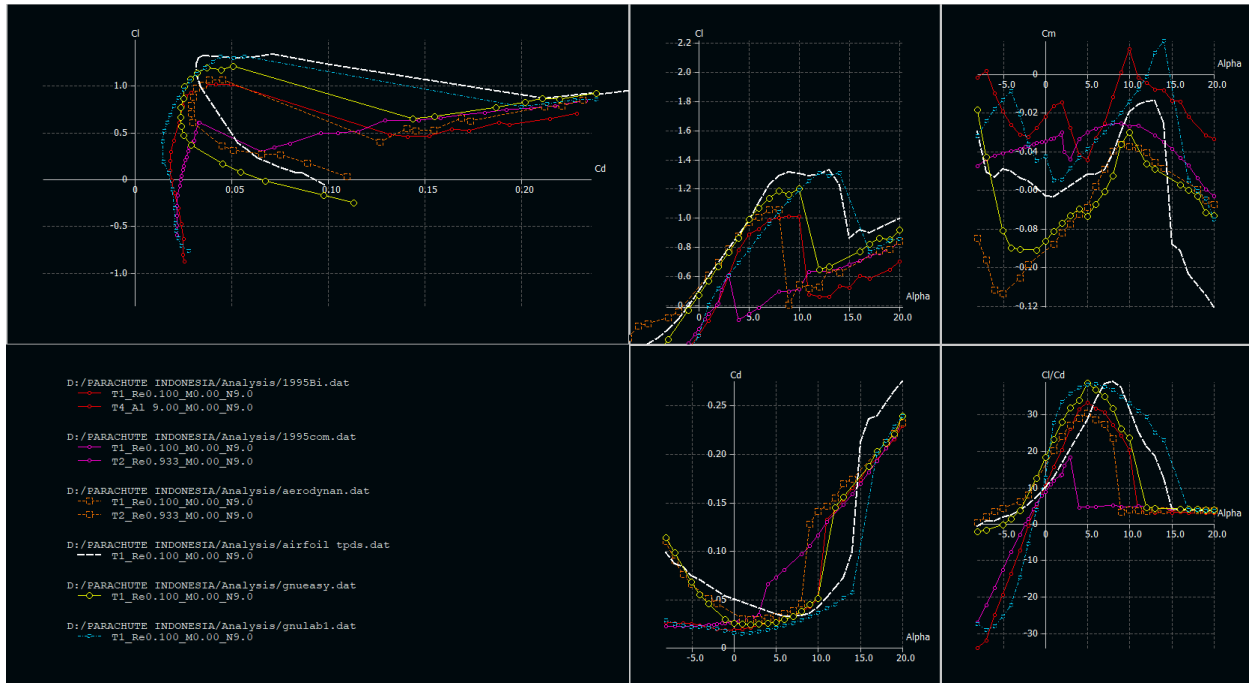 Cl
1.0
0.5
0
0
0.05
0.10
0.15
0.20
Cd
-1.0
Cl
2.2
2.0
1.8
1.6
1.4
1.2
1.0
0.8
0.6
0.4
Alpha
0
5.0
10.0
15.0
20.0
Cm
Alpha
0
-5.0
0
5.0
10.0
15.0
20.0
-0.02
-0.04
-0.06
-0.08
-0.10
-0.12
D:/PARACHUTE INDONESIA/Analysis/1995Bi.dat
T1_Re0.100_M0.00_N9.0
T4_Al 9.00_M0.00_N9.0
D:/PARACHUTE INDONESIA/Analysis/1995com.dat
T1_Re0.100_M0.00_N9.0
T2_Re0.933_M0.00_N9.0
D:/PARACHUTE INDONESIA/Analysis/aerodynan.dat
T1_Re0.100_M0.00_N9.0
T2_Re0.933_M0.00_N9.0
D:/PARACHUTE INDONESIA/Analysis/airfoil tpds.dat
T1_Re0.100_M0.00_N9.0
D:/PARACHUTE INDONESIA/Analysis/gnueasy.dat
T1_Re0.100_M0.00_N9.0
D:/PARACHUTE INDONESIA/Analysis/gnulab1.dat
T1_Re0.100_M0.00_N9.0
Cd
0.25
0.20
0.15
0.10
0.05
0
Alpha
-5.0
0
5.0
10.0
15.0
20.0
Cl/Cd
30
20
10
0
Alpha
-5.0
0
5.0
10.0
15.0
20.0
-10
-20
-30